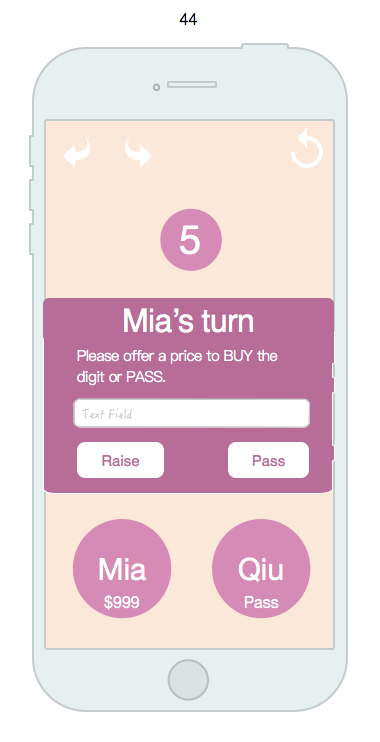 44
5
Mia's turn
Please offer a price to BUY the
digit or PASS.
Text Field
Raise
Pass
Mia
$999
Qiu
Pass